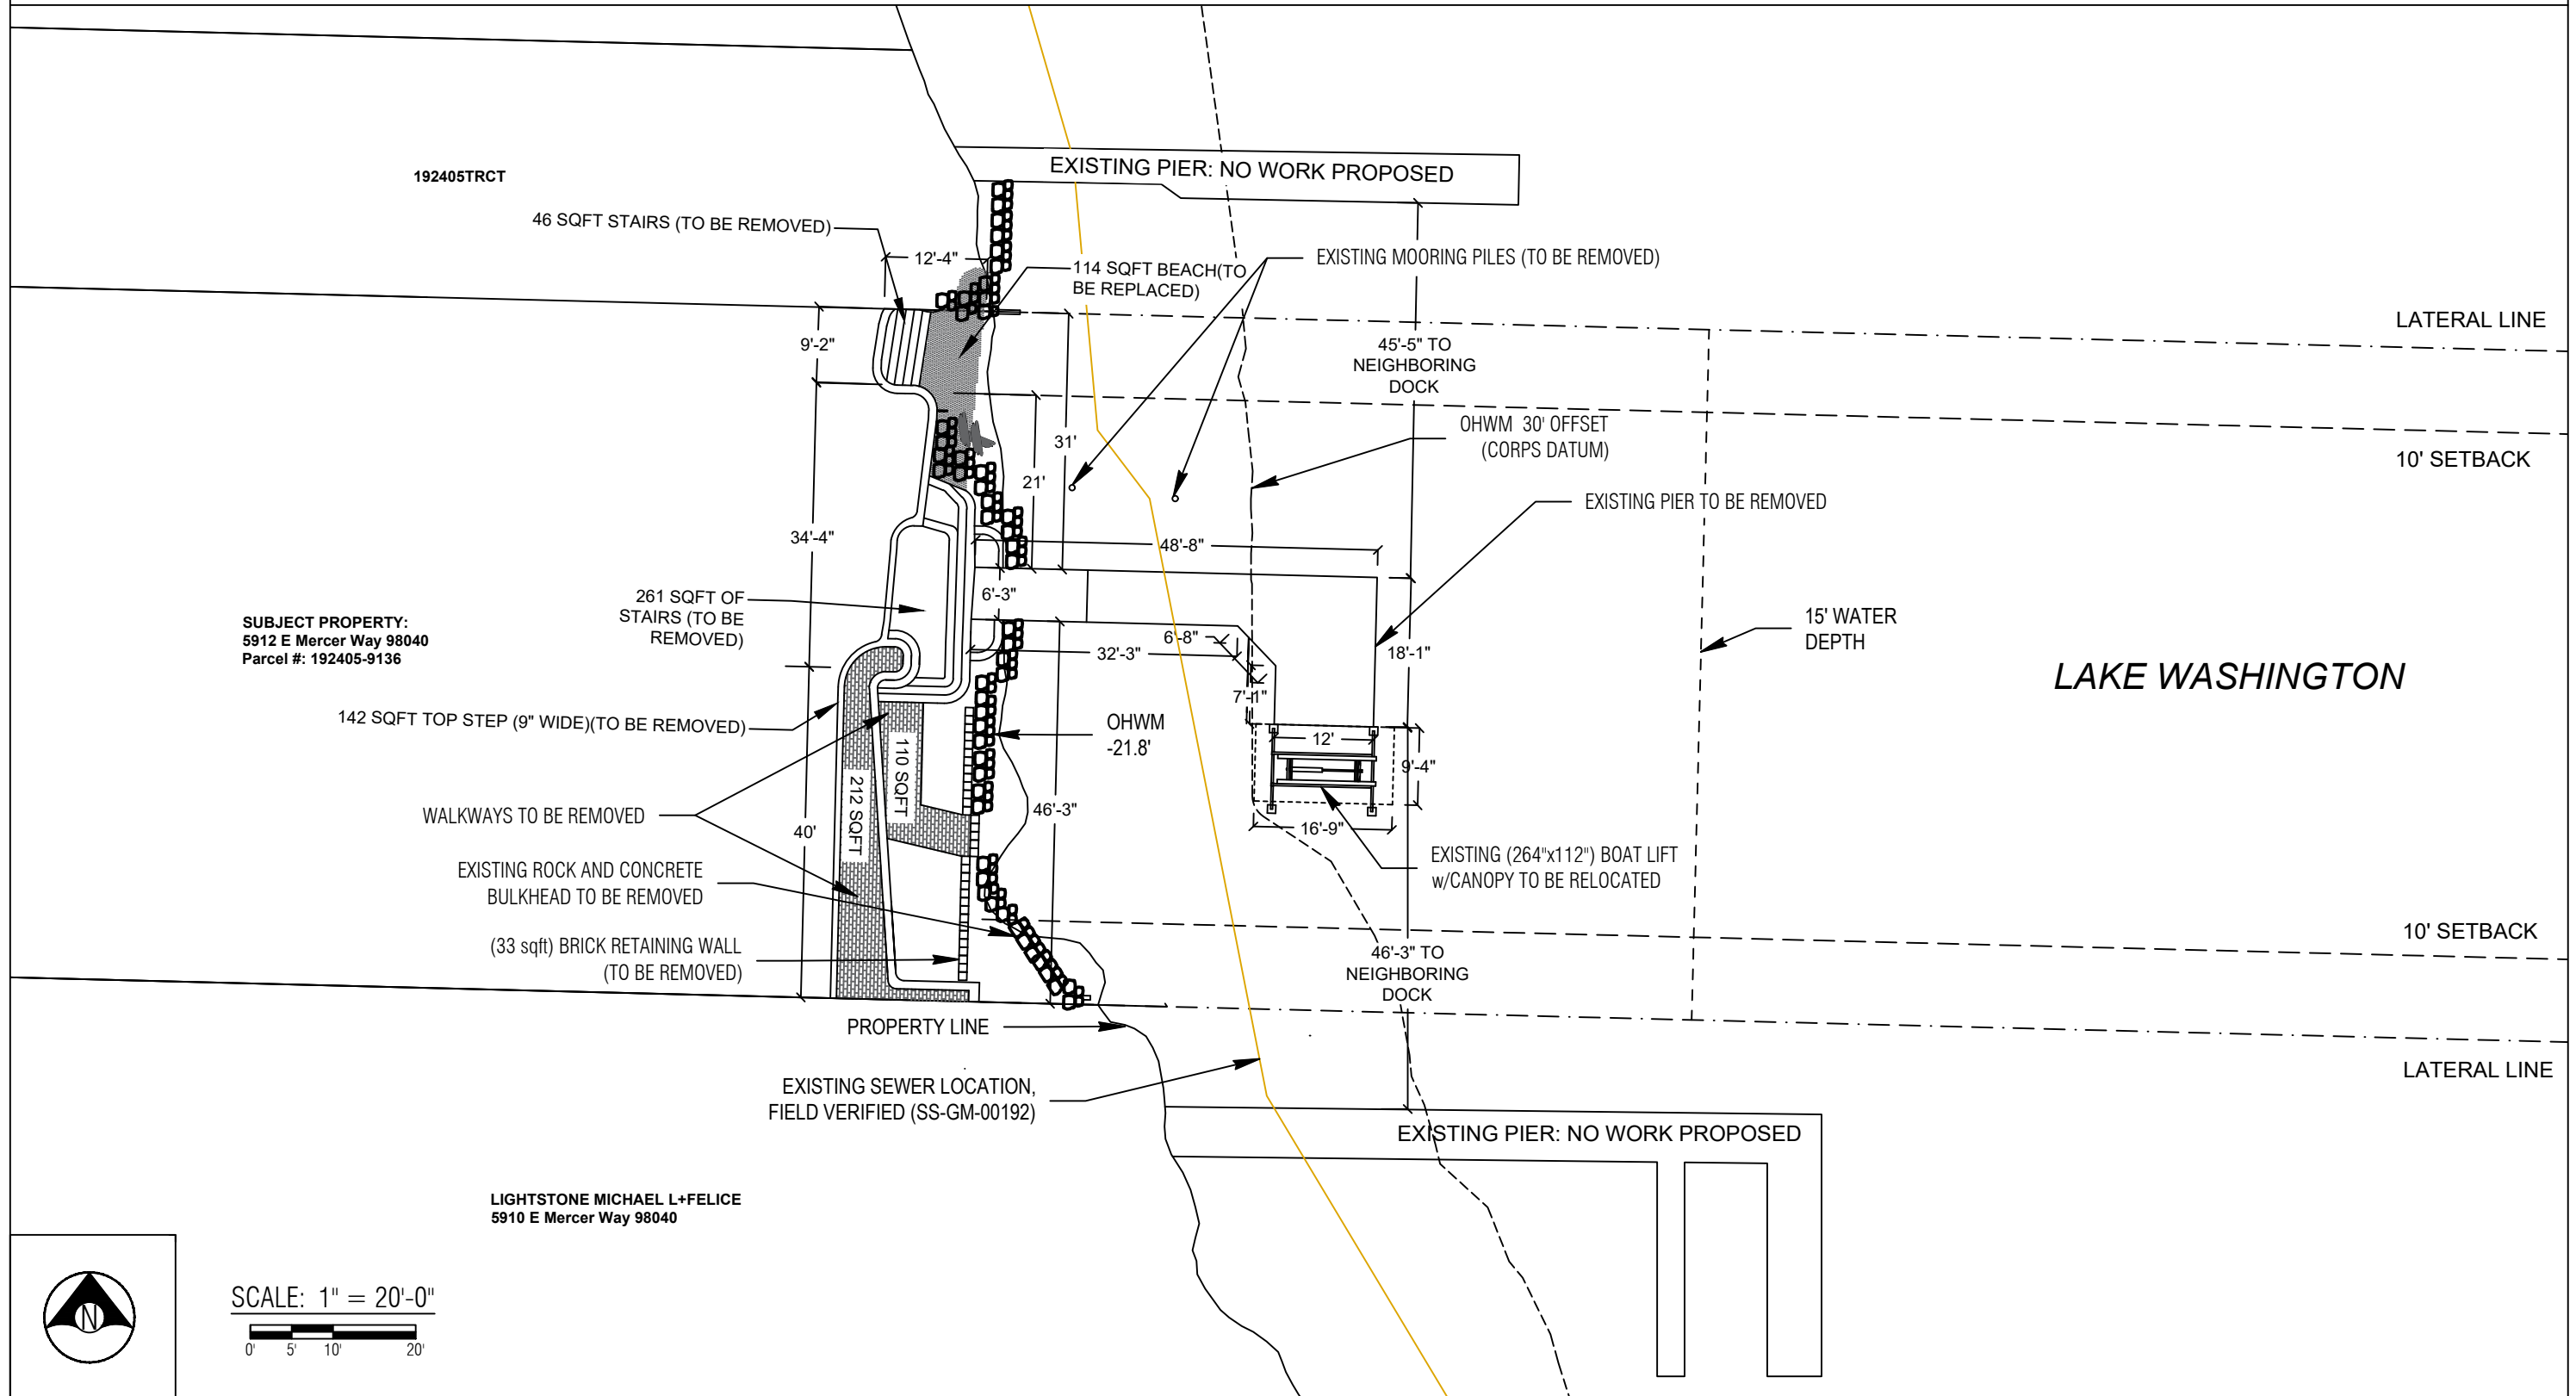 EXISTING PIER: NO WORK PROPOSED
192405TRCT
46 SQFT STAIRS (TO BE REMOVED)
12'-4"
114 SQFT BEACH(TO
BE REPLACED)
EXISTING MOORING PILES (TO BE REMOVED)
LATERAL LINE
9'-2"
45'-5" TO
NEIGHBORING
DOCK
31'
21'
OHWM 30' OFFSET
(CORPS DATUM)
10' SETBACK
EXISTING PIER TO BE REMOVED
34'-4"
48'-8"
261 SQFT OF
STAIRS (TO BE
REMOVED)
6'-3"
SUBJECT PROPERTY:
5912 E Mercer Way 98040
Parcel #: 192405-9136
6'-8"
32'-3"
18'-1"
7'-1"
15' WATER
DEPTH
LAKE WASHINGTON
142 SQFT TOP STEP (9" WIDE)(TO BE REMOVED)
OHWM
-21.8'
110 SQFT
212 SQFT
12'
9'-4"
WALKWAYS TO BE REMOVED
46'-3"
40'
16'-9"
EXISTING (264"x112") BOAT LIFT
w/CANOPY TO BE RELOCATED
EXISTING ROCK AND CONCRETE
BULKHEAD TO BE REMOVED
(33 sqft) BRICK RETAINING WALL
(TO BE REMOVED)
10' SETBACK
46'-3" TO
NEIGHBORING
DOCK
PROPERTY LINE
LATERAL LINE
EXISTING SEWER LOCATION,
FIELD VERIFIED (SS-GM-00192)
EXISTING PIER: NO WORK PROPOSED
LIGHTSTONE MICHAEL L+FELICE
5910 E Mercer Way 98040
N
SCALE: 1" = 20'-0"
0' 5' 10' 20'